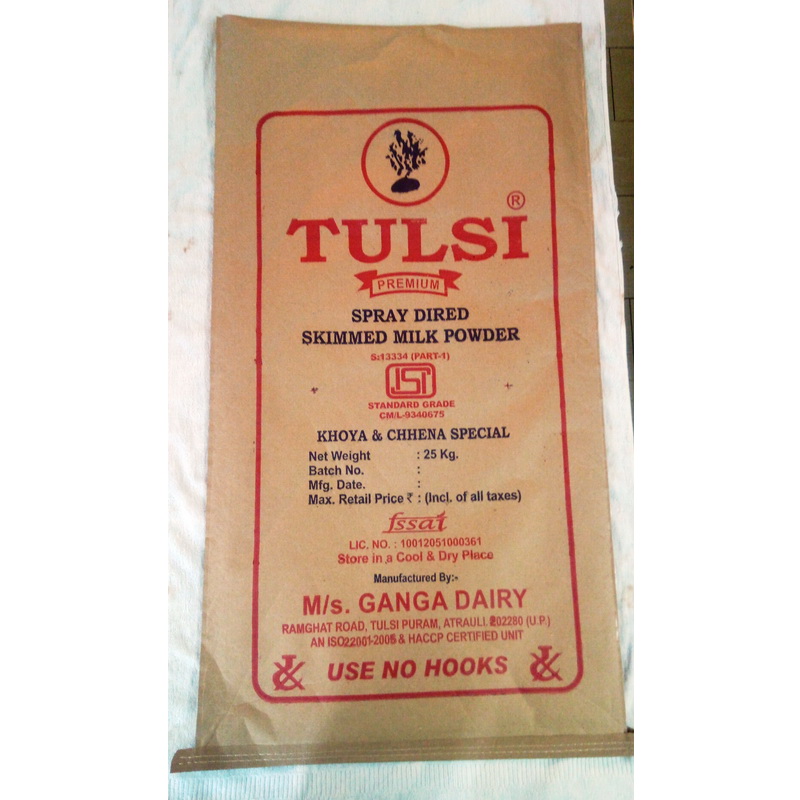 ®
TULSI
PREMIUM
SPRAY DIRED
SKIMMED MILK POWDER
S:13334 (PART-1)
ISI
STANDARD GRADE
CM/L-9340675
KHOYA & CHHENA SPECIAL
Net Weight : 25 Kg.
Batch No. :
Mfg. Date. :
Max. Retail Price ₹ : (Incl. of all taxes)
fssai
LIC. NO. : 10012051000361
Store in a Cool & Dry Place
Manufactured By:-
M/s. GANGA DAIRY
RAMGHAT ROAD, TULSI PURAM, ATRAULI. 202280 (U.P.)
AN ISO22001-2005 & HACCP CERTIFIED UNIT
USE NO HOOKS